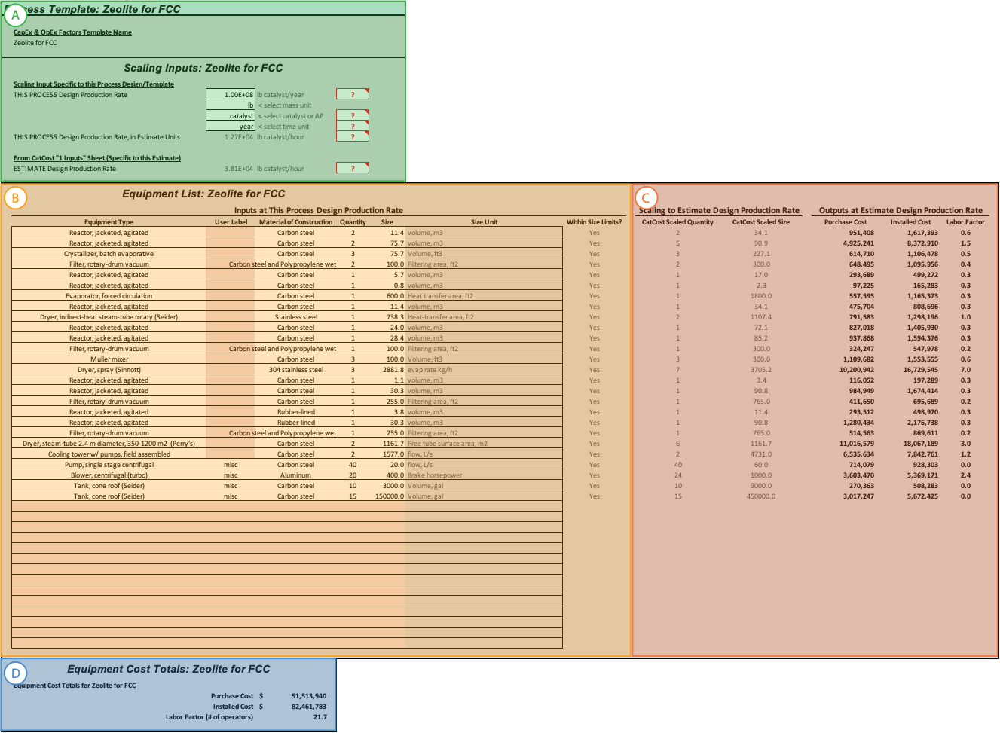 A
ess Template: Zeolite for FCC
CapEx & OpEx Factors Template Name
Zeolite for FCC
Scaling Inputs: Zeolite for FCC
Scaling Input Specific to this Process Design/Template
THIS PROCESS Design Production Rate 1.00E+08 lb catalyst/year ?
lb < select mass unit
catalyst < select catalyst or AP ?
year < select time unit ?
THIS PROCESS Design Production Rate, in Estimate Units 1.27E+04 lb catalyst/hour ?
From CatCost "1 Inputs" Sheet (Specific to this Estimate)
ESTIMATE Design Production Rate 3.81E+04 lb catalyst/hour ?
B
Equipment List: Zeolite for FCC
C
Inputs at This Process Design Production Rate Scaling to Estimate Design Production Rate Outputs at Estimate Design Production Rate
Equipment Type User Label Material of Construction Quantity Size Size Unit Within Size Limits? CatCost Scaled Quantity CatCost Scaled Size Purchase Cost Installed Cost Labor Factor
Reactor, jacketed, agitated Carbon steel 2 11.4 volume, m3 Yes 2 34.1 951,408 1,617,393 0.6
Reactor, jacketed, agitated Carbon steel 2 75.7 volume, m3 Yes 5 90.9 4,925,241 8,372,910 1.5
Crystallizer, batch evaporative Carbon steel 3 75.7 Volume, ft3 Yes 3 227.1 614,710 1,106,478 0.5
Filter, rotary-drum vacuum Carbon steel and Polypropylene wet 2 100.0 Filtering area, ft2 Yes 2 300.0 648,495 1,095,956 0.4
Reactor, jacketed, agitated Carbon steel 1 5.7 volume, m3 Yes 1 17.0 293,689 499,272 0.3
Reactor, jacketed, agitated Carbon steel 1 0.8 volume, m3 Yes 1 2.3 97,225 165,283 0.3
Evaporator, forced circulation Carbon steel 1 600.0 Heat transfer area, ft2 Yes 1 1800.0 557,595 1,165,373 0.3
Reactor, jacketed, agitated Carbon steel 1 11.4 volume, m3 Yes 1 34.1 475,704 808,696 0.3
Dryer, indirect-heat steam-tube rotary (Seider) Stainless steel 1 738.3 Heat-transfer area, ft2 Yes 2 1107.4 791,583 1,298,196 1.0
Reactor, jacketed, agitated Carbon steel 1 24.0 volume, m3 Yes 1 72.1 827,018 1,405,930 0.3
Reactor, jacketed, agitated Carbon steel 1 28.4 volume, m3 Yes 1 85.2 937,868 1,594,376 0.3
Filter, rotary-drum vacuum Carbon steel and Polypropylene wet 1 100.0 Filtering area, ft2 Yes 1 300.0 324,247 547,978 0.2
Muller mixer Carbon steel 3 100.0 Volume, ft3 Yes 3 300.0 1,109,682 1,553,555 0.6
Dryer, spray (Sinnott) 304 stainless steel 3 2881.8 evap rate kg/h Yes 7 3705.2 10,200,942 16,729,545 7.0
Reactor, jacketed, agitated Carbon steel 1 1.1 volume, m3 Yes 1 3.4 116,052 197,289 0.3
Reactor, jacketed, agitated Carbon steel 1 30.3 volume, m3 Yes 1 90.8 984,949 1,674,414 0.3
Filter, rotary-drum vacuum Carbon steel 1 255.0 Filtering area, ft2 Yes 1 765.0 411,650 695,689 0.2
Reactor, jacketed, agitated Rubber-lined 1 3.8 volume, m3 Yes 1 11.4 293,512 498,970 0.3
Reactor, jacketed, agitated Rubber-lined 1 30.3 volume, m3 Yes 1 90.8 1,280,434 2,176,738 0.3
Filter, rotary-drum vacuum Carbon steel and Polypropylene wet 1 255.0 Filtering area, ft2 Yes 1 765.0 514,563 869,611 0.2
Dryer, steam-tube 2.4 m diameter, 350-1200 m2 (Perry's) Carbon steel 2 1161.7 Free tube surface area, m2 Yes 6 1161.7 11,016,579 18,067,189 3.0
Cooling tower w/ pumps, field assembled Carbon steel 2 1577.0 flow, L/s Yes 2 4731.0 6,535,634 7,842,761 1.2
Pump, single stage centrifugal misc Carbon steel 40 20.0 flow, L/s Yes 40 60.0 714,079 928,303 0.0
Blower, centrifugal (turbo) misc Aluminum 20 400.0 Brake horsepower Yes 24 1000.0 3,603,470 5,369,171 2.4
Tank, cone roof (Seider) misc Carbon steel 10 3000.0 Volume, gal Yes 10 9000.0 270,363 508,283 0.0
Tank, cone roof (Seider) misc Carbon steel 15 150000.0 Volume, gal Yes 15 450000.0 3,017,247 5,672,425 0.0
D
Equipment Cost Totals: Zeolite for FCC
Equipment Cost Totals for Zeolite for FCC
Purchase Cost $ 51,513,940
Installed Cost $ 82,461,783
Labor Factor (# of operators) 21.7